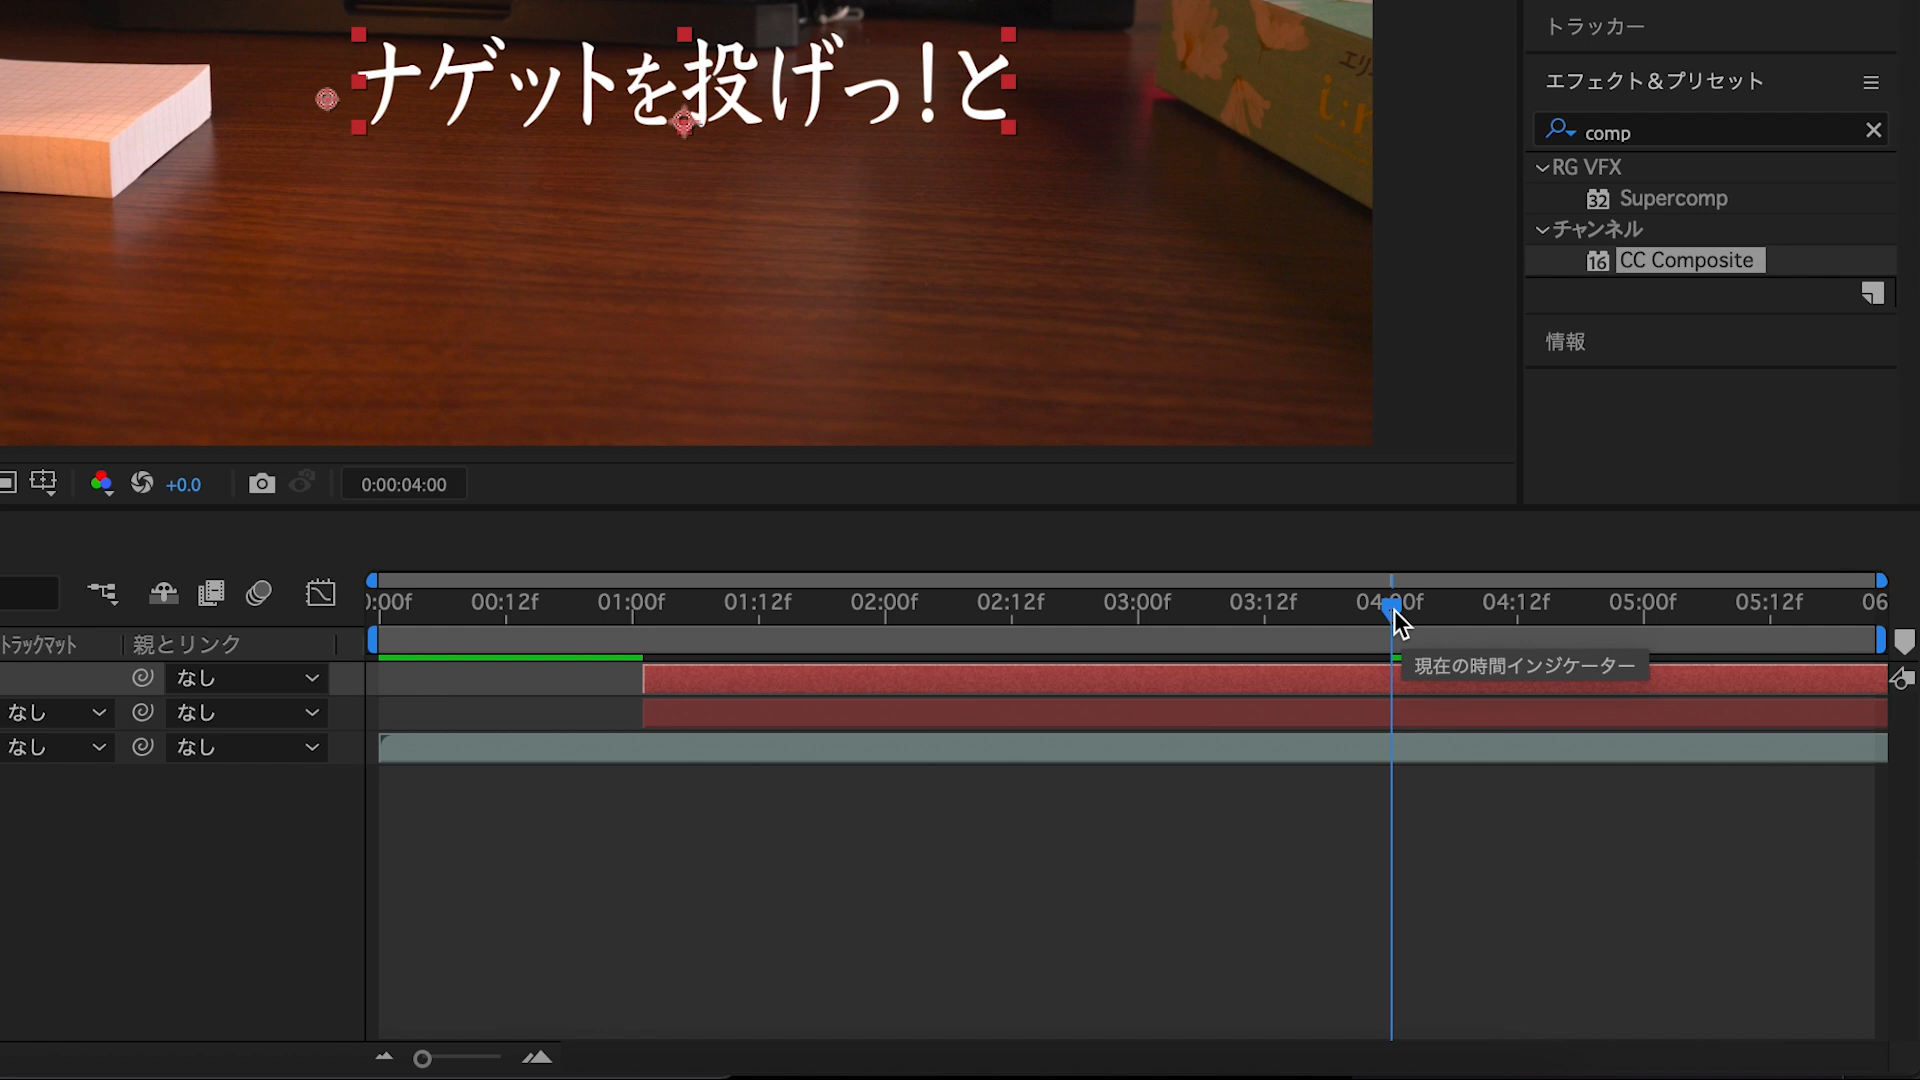 トラッカー
ナゲットを投げっ!と
エフェクト＆プリセット
comp
RG VFX
32 Supercomp
チャンネル
16 CC Composite
情報
+0.0
0:00:04:00
):00f 00:12f 01:00f 01:12f 02:00f 02:12f 03:00f 03:12f 04:00f 04:12f 05:00f 05:12f 06
トラックマット 親とリンク
現在の時間インジケーター
なし
なし なし
なし なし